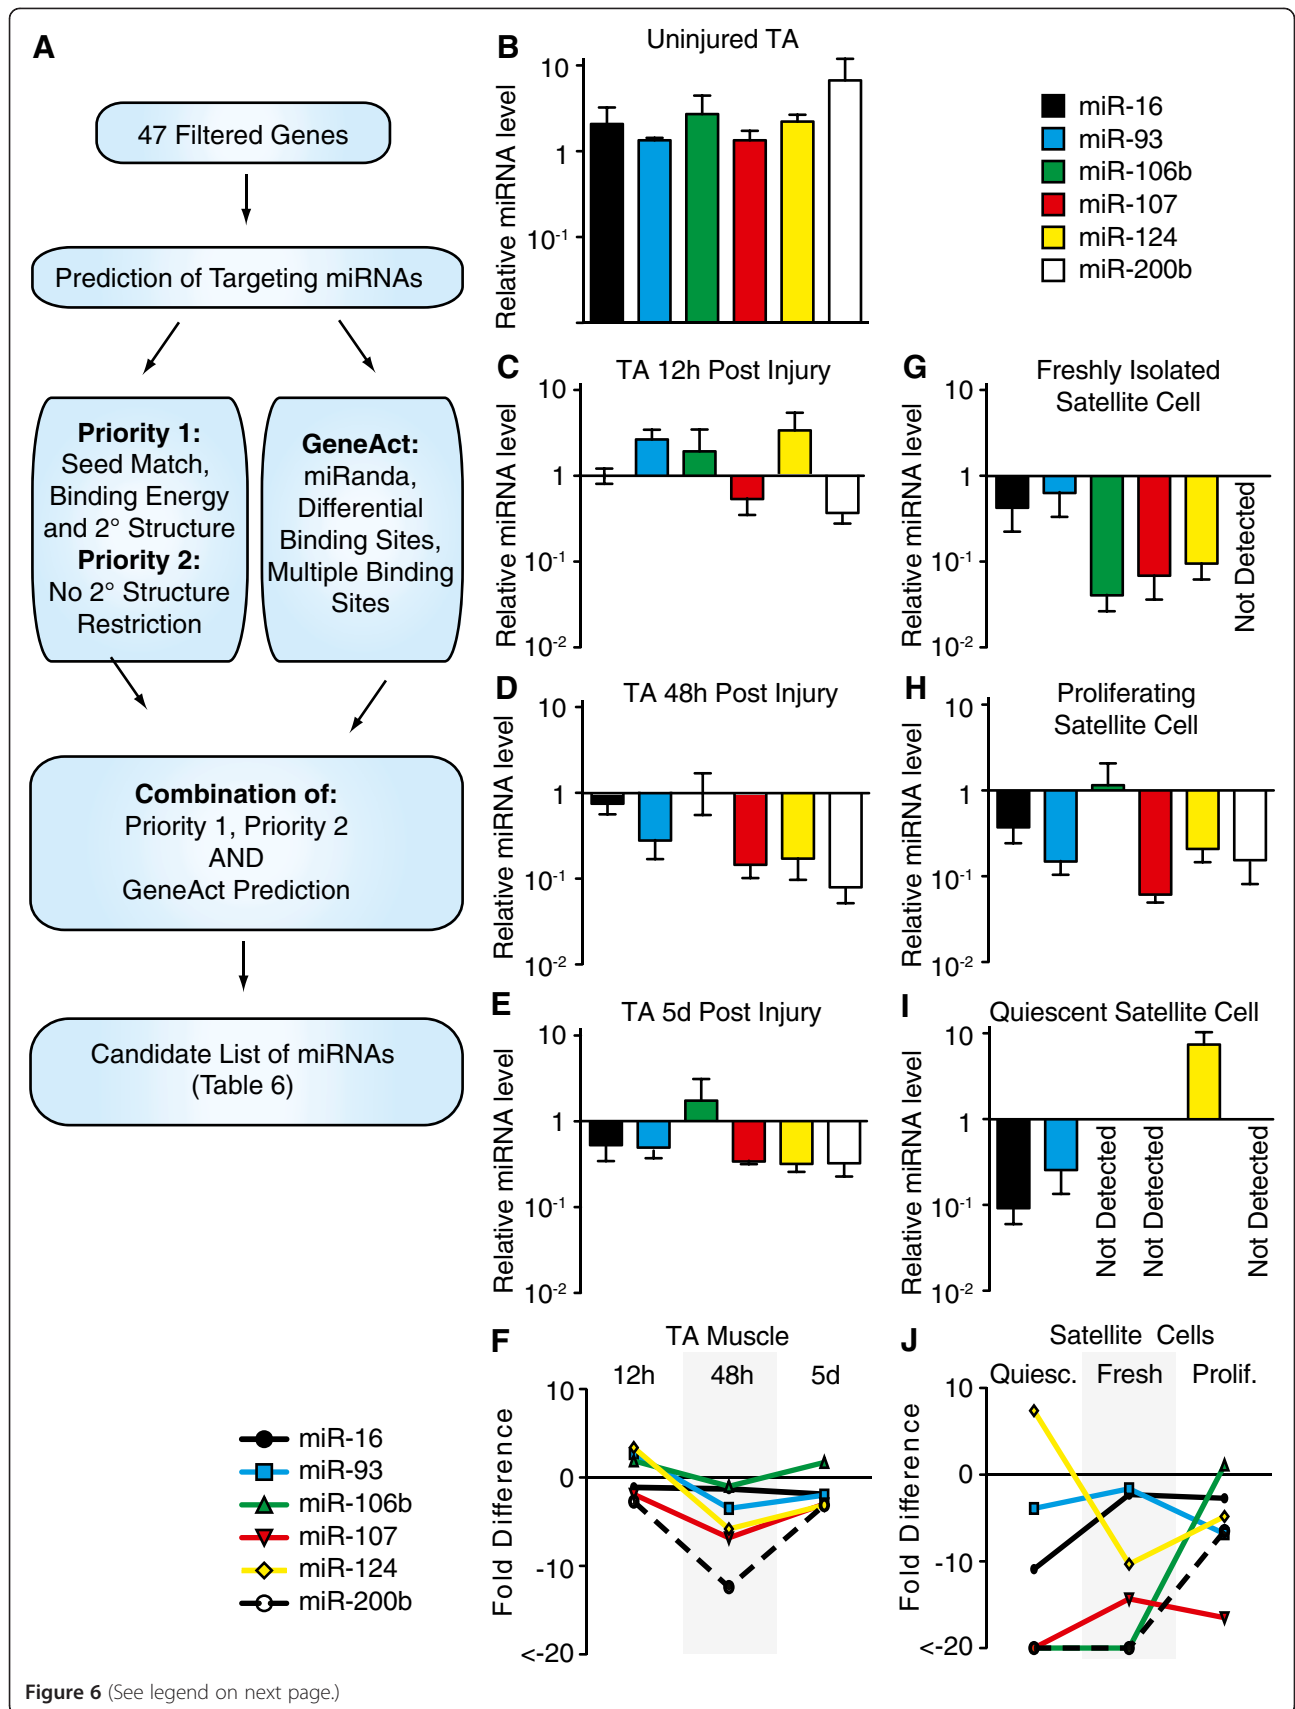 A
47 Filtered Genes
Prediction of Targeting miRNAs
Priority 1:
Seed Match,
Binding Energy
and 2° Structure
Priority 2:
No 2° Structure
Restriction
GeneAct:
miRanda,
Differential
Binding Sites,
Multiple Binding
Sites
Combination of:
Priority 1, Priority 2
AND
GeneAct Prediction
Candidate List of miRNAs
(Table 6)
B
Uninjured TA
Relative miRNA level
10
1
10-1
miR-16
miR-93
miR-106b
miR-107
miR-124
miR-200b
C
TA 12h Post Injury
Relative miRNA level
10
1
10-1
10-2
G
Freshly Isolated
Satellite Cell
Relative miRNA level
10
1
10-1
10-2
Not Detected
D
TA 48h Post Injury
Relative miRNA level
10
1
10-1
10-2
H
Proliferating
Satellite Cell
Relative miRNA level
10
1
10-1
10-2
E
TA 5d Post Injury
Relative miRNA level
10
1
10-1
10-2
I
Quiescent Satellite Cell
Relative miRNA level
10
1
10-1
10-2
Not Detected
Not Detected
Not Detected
F
TA Muscle
12h 48h 5d
Fold Difference
10
0
-10
<-20
J
Satellite Cells
Quiesc. Fresh Prolif.
Fold Difference
10
0
-10
<-20
miR-16
miR-93
miR-106b
miR-107
miR-124
miR-200b
Figure 6 (See legend on next page.)